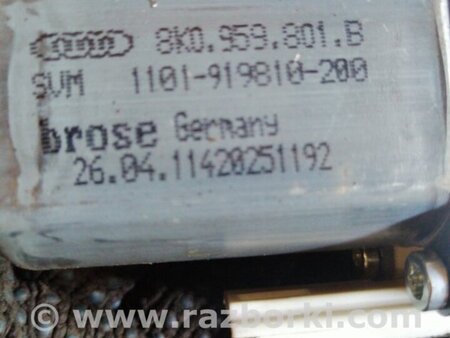 8K0.959.801.B
SVM 1101-919810-200
brose Germany
26.04.11420251192
© www.razborki.com